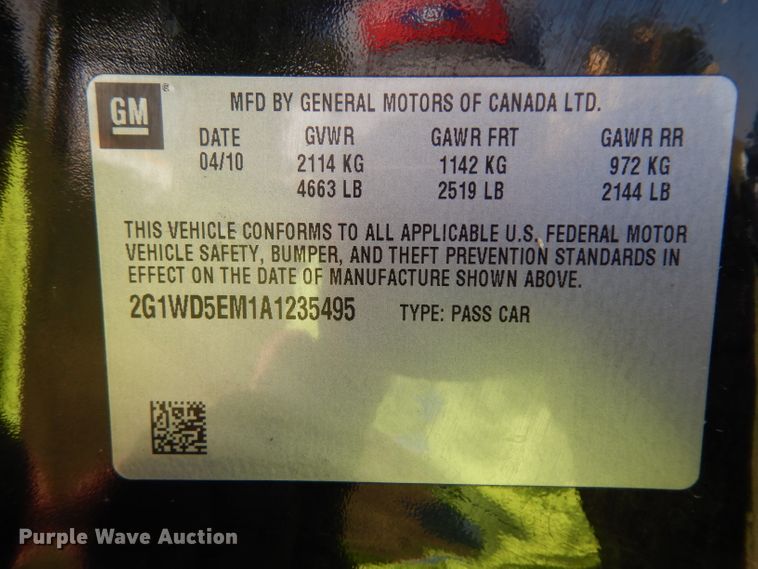 GM ® MFD BY GENERAL MOTORS OF CANADA LTD.
DATE GVWR GAWR FRT GAWR RR
04/10 2114 KG 1142 KG 972 KG
4663 LB 2519 LB 2144 LB
THIS VEHICLE CONFORMS TO ALL APPLICABLE U.S. FEDERAL MOTOR
VEHICLE SAFETY, BUMPER, AND THEFT PREVENTION STANDARDS IN
EFFECT ON THE DATE OF MANUFACTURE SHOWN ABOVE.
2G1WD5EM1A1235495 TYPE: PASS CAR
Purple Wave Auction